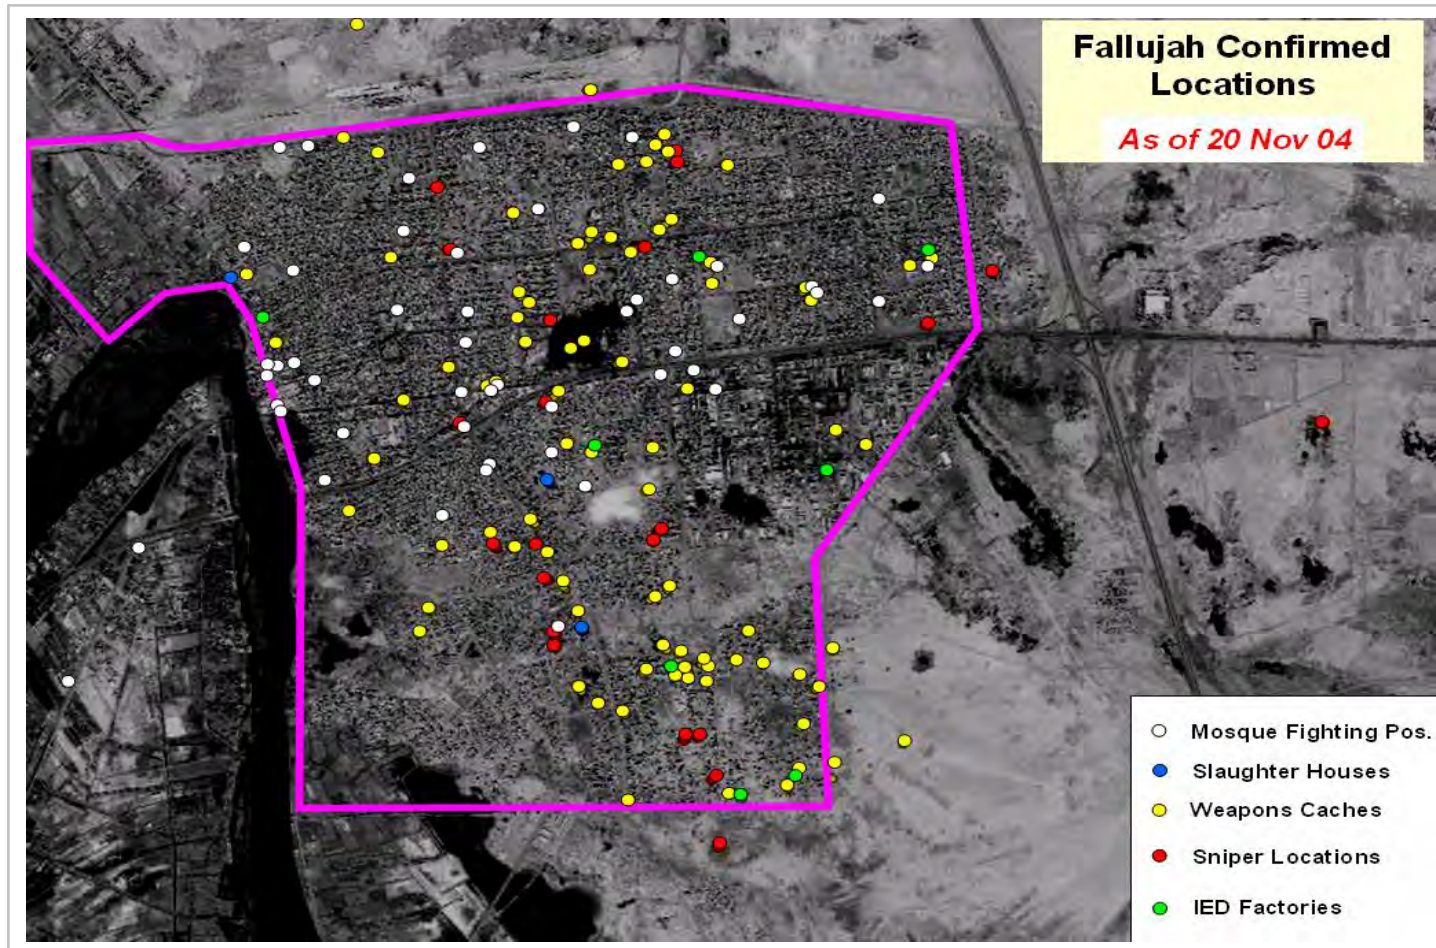 Fallujah Confirmed
Locations
As of 20 Nov 04
Mosque Fighting Pos.
Slaughter Houses
Weapons Caches
Sniper Locations
IED Factories